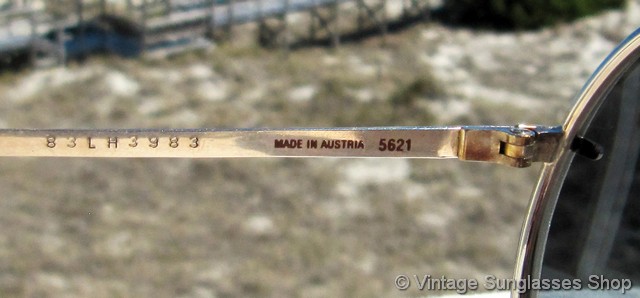 83LH3983 MADE IN AUSTRIA 5621
© Vintage Sunglasses Shop